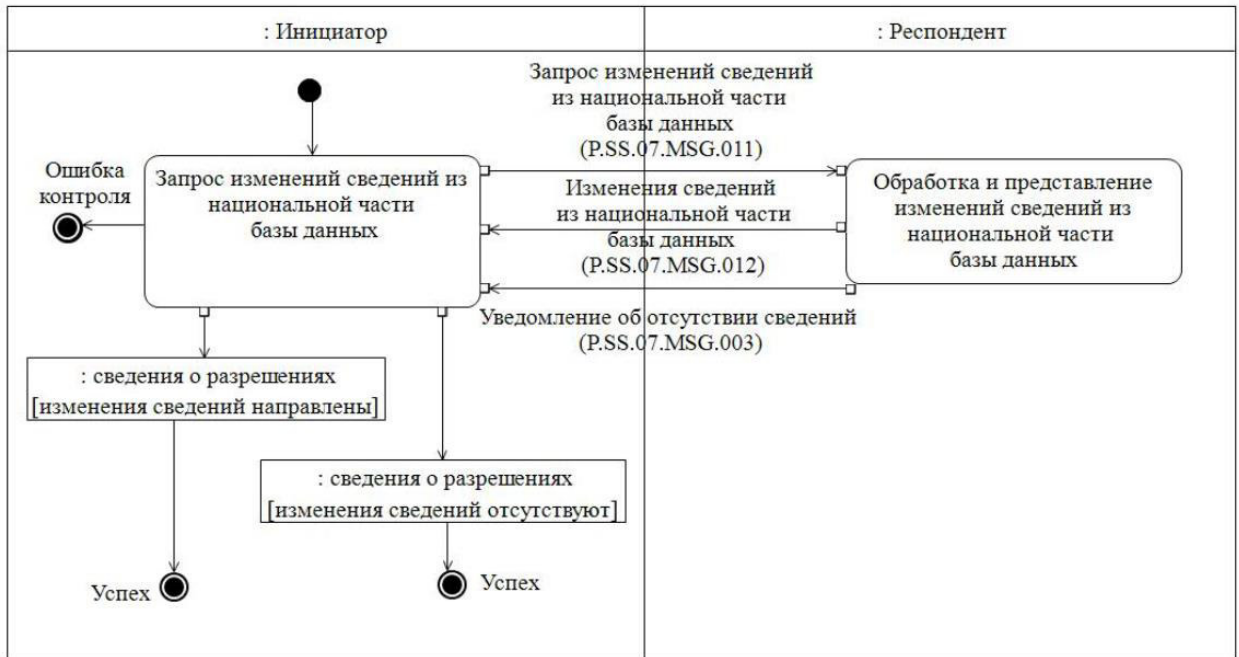 : Инициатор
: Респондент
Запрос изменений сведений
из национальной части
базы данных
(P.SS.07.MSG.011)
Ошибка
контроля
Запрос изменений сведений из
национальной части
базы данных
Изменения сведений
из национальной части
базы данных
(P.SS.07.MSG.012)
Обработка и представление
изменений сведений из
национальной части
базы данных
Уведомление об отсутствии сведений
(P.SS.07.MSG.003)
: сведения о разрешениях
[изменения сведений направлены]
: сведения о разрешениях
[изменения сведений отсутствуют]
Успех
Успех